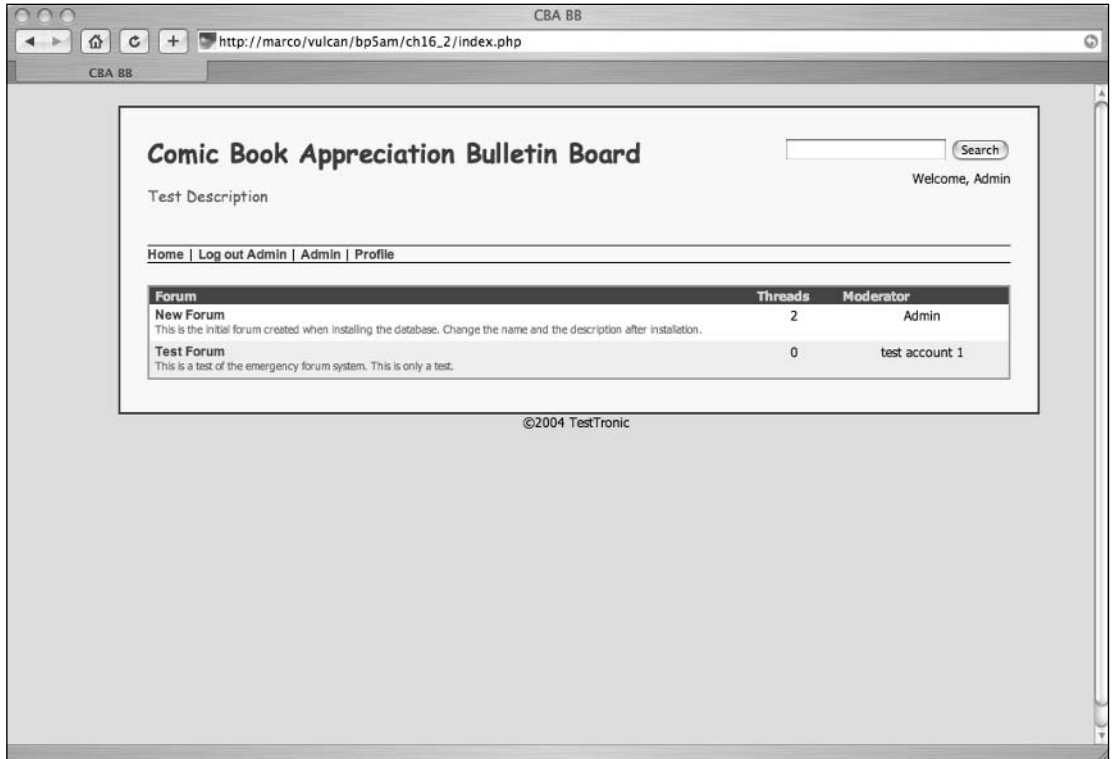 CBA BB
http://marco/vulcan/bp5am/ch16_2/index.php
CBA BB
Comic Book Appreciation Bulletin Board
Search
Welcome, Admin
Test Description
Home | Log out Admin | Admin | Profile
Forum Threads Moderator
New Forum 2 Admin
This is the initial forum created when installing the database. Change the name and the description after installation.
Test Forum 0 test account 1
This is a test of the emergency forum system. This is only a test.
©2004 TestTronic